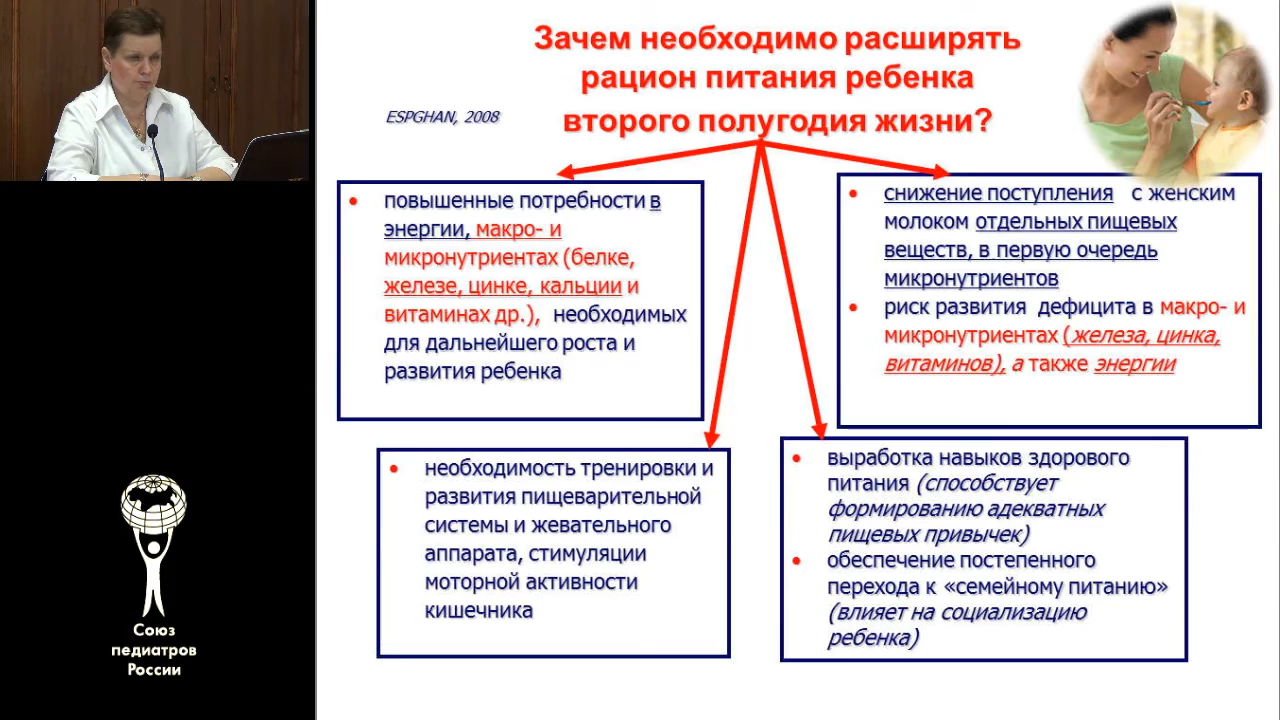 Зачем необходимо расширять
рацион питания ребенка
второго полугодия жизни?
ESPGHAN, 2008
• повышенные потребности в
энергии, макро- и
микронутриентах (белке,
железе, цинке, кальции и
витаминах др.), необходимых
для дальнейшего роста и
развития ребенка
• снижение поступления с женским
молоком отдельных пищевых
веществ, в первую очередь
микронутриентов
• риск развития дефицита в макро- и
микронутриентах (железа, цинка,
витаминов), а также энергии
• необходимость тренировки и
развития пищеварительной
системы и жевательного
аппарата, стимуляции
моторной активности
кишечника
• выработка навыков здорового
питания (способствует
формированию адекватных
пищевых привычек)
• обеспечение постепенного
перехода к «семейному питанию»
(влияет на социализацию
ребенка)
Союз
педиатров
России